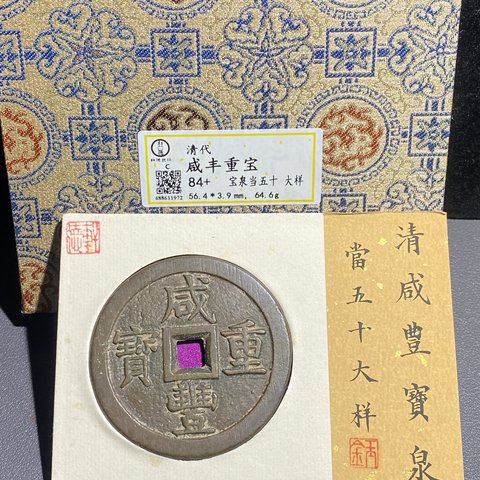 清代
咸丰重宝
84+ 宝泉当五十 大样
56.4*3.9mm, 64.6g
C
清咸豐寶泉
當五十大样
咸豐重寶